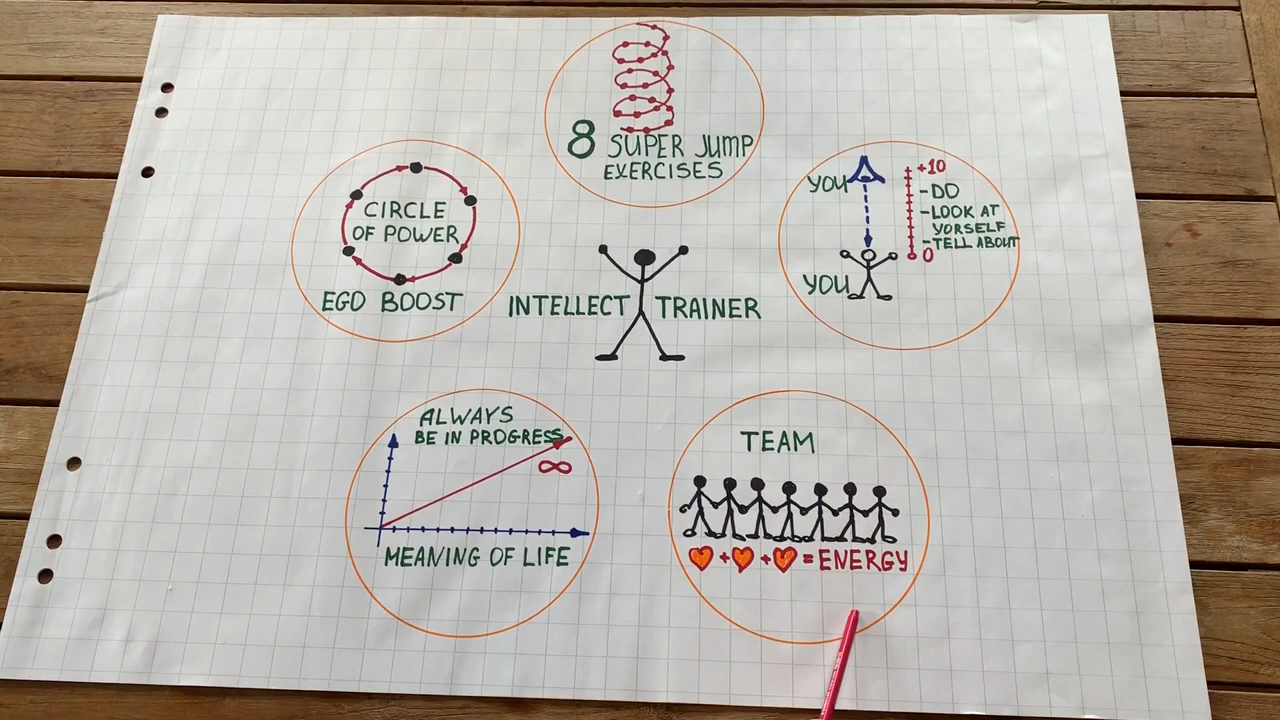 8 SUPER JUMP
EXERCISES
CIRCLE
OF POWER
EGO BOOST
YOU
YOU
+10
-DO
-LOOK AT
YORSELF
-TELL ABOUT
0
INTELLECT TRAINER
ALWAYS
BE IN PROGRESS
∞
MEANING OF LIFE
TEAM
+ + = ENERGY